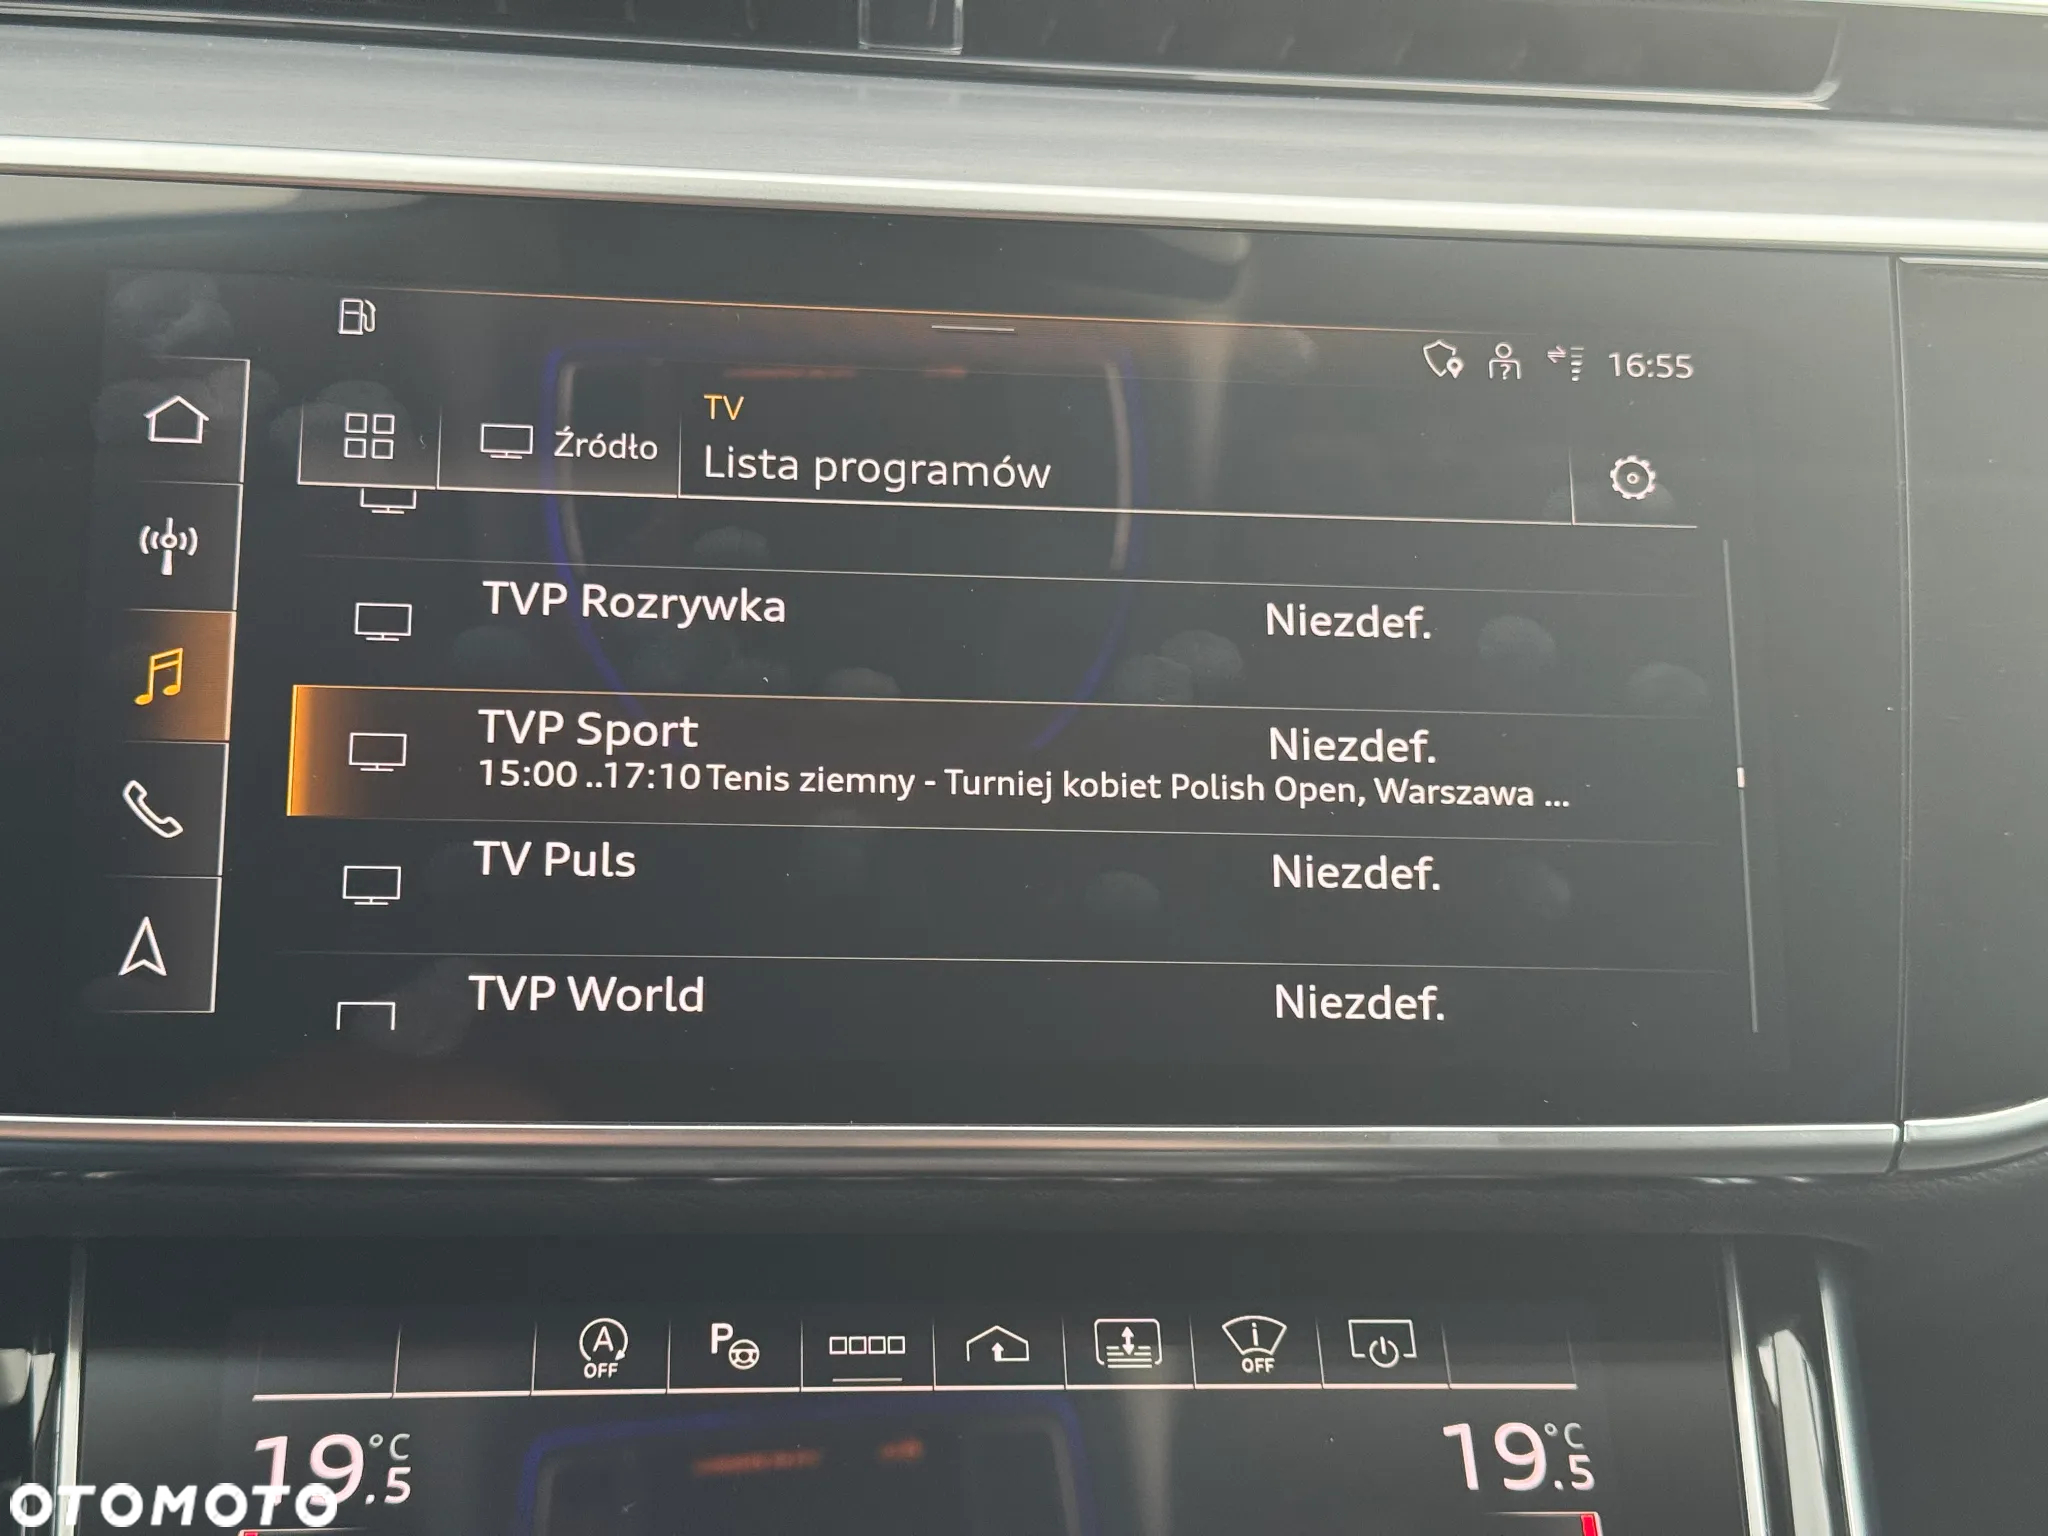 16:55
TV
Źródło
Lista programów
TVP Rozrywka Niezdef.
TVP Sport Niezdef.
15:00 ..17:10 Tenis ziemny - Turniej kobiet Polish Open, Warszawa ...
TV Puls Niezdef.
TVP World Niezdef.
A
OFF
P
i
OFF
19.5 °C
19.5 °C
OTOMOTO